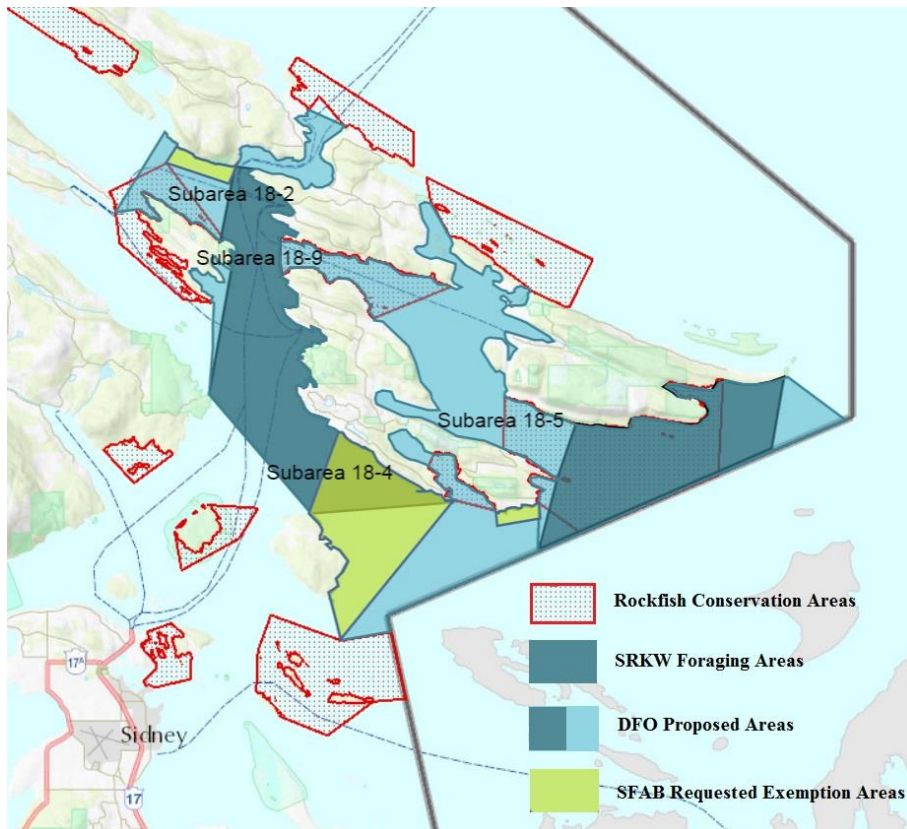 Subarea 18-2
Subarea 18-9
Subarea 18-5
Subarea 18-4
Rockfish Conservation Areas
SRKW Foraging Areas
17A
DFO Proposed Areas
Sidney
17
SFAB Requested Exemption Areas